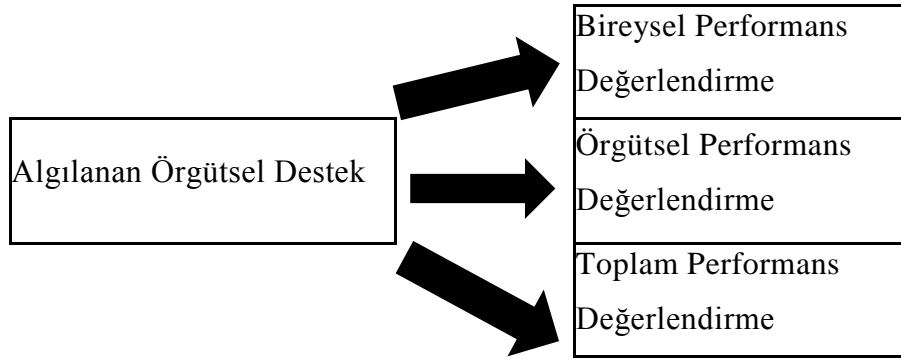 Bireysel Performans
Değerlendirme
Algılanan Örgütsel Destek
Örgütsel Performans
Değerlendirme
Toplam Performans
Değerlendirme